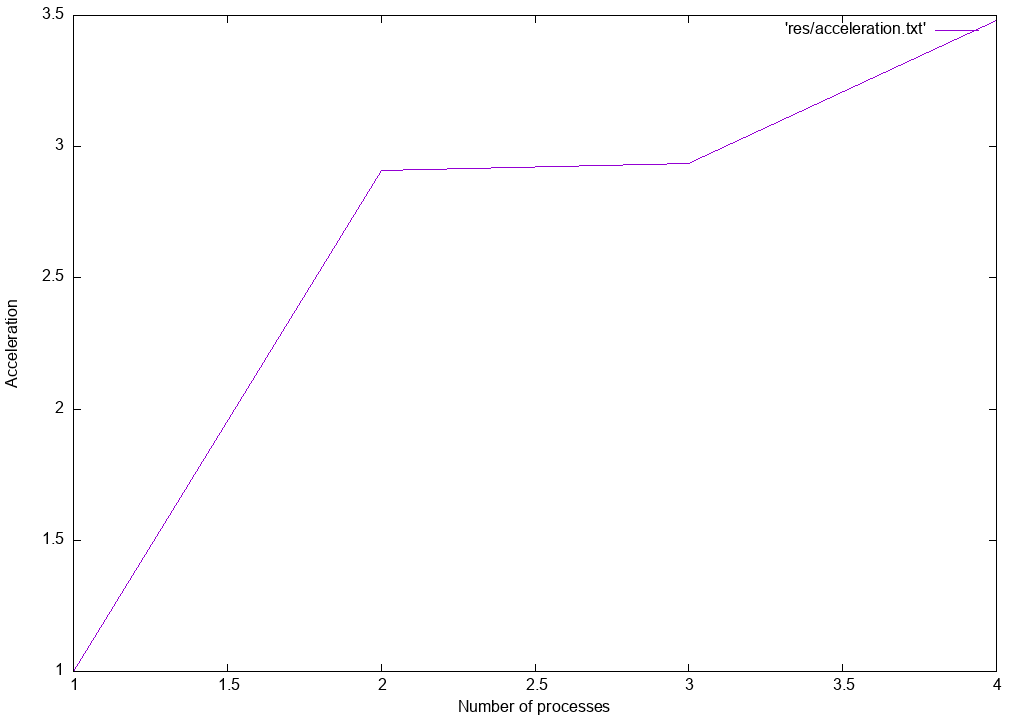 3.5
'res/acceleration.txt'
3
2.5
Acceleration
2
1.5
1
1 1.5 2 2.5 3 3.5 4
Number of processes